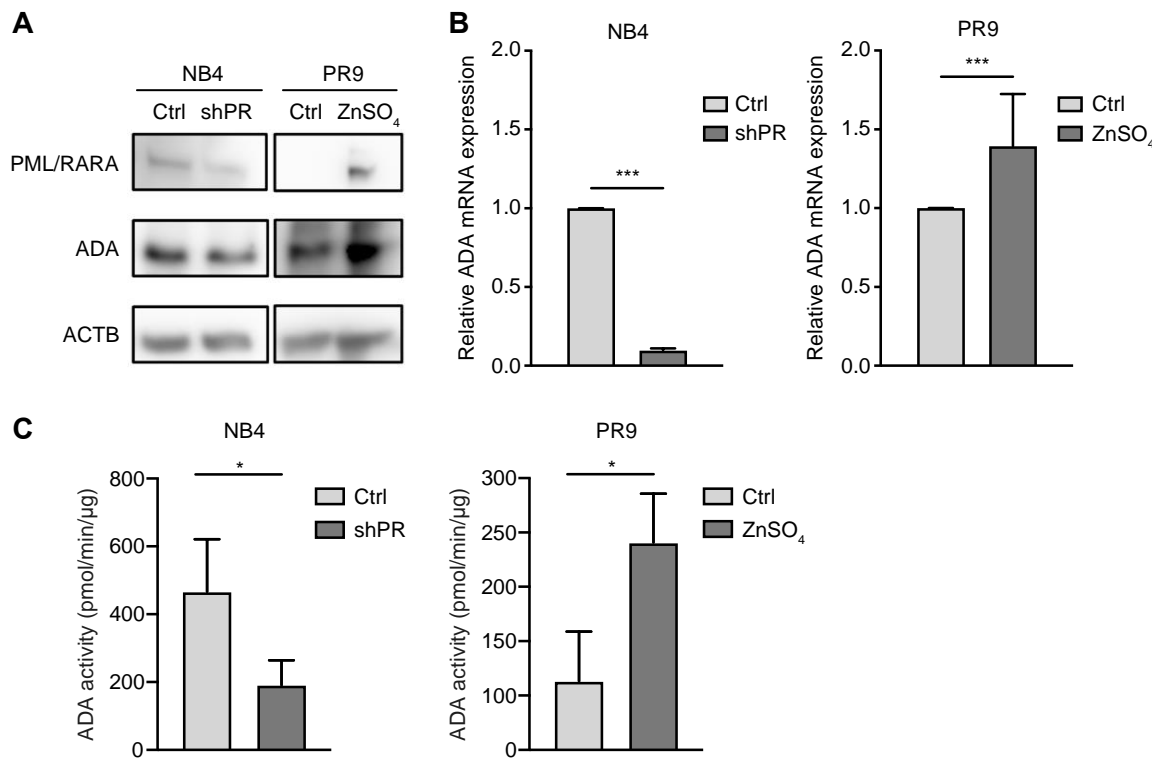 A
NB4 PR9
Ctrl shPR Ctrl ZnSO4
PML/RARA
ADA
ACTB
B
NB4
Relative ADA mRNA expression
2.0
1.5
1.0
0.5
0.0
***
Ctrl
shPR
PR9
Relative ADA mRNA expression
2.0
1.5
1.0
0.5
0.0
***
Ctrl
ZnSO4
C
NB4
ADA activity (pmol/min/µg)
800
600
400
200
0
*
Ctrl
shPR
PR9
ADA activity (pmol/min/µg)
300
250
200
150
100
0
*
Ctrl
ZnSO4